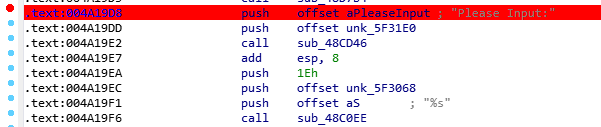 .text:004A19D8 push offset aPleaseInput ; "Please Input:"
.text:004A19DD push offset unk_5F31E0
.text:004A19E2 call sub_48CD46
.text:004A19E7 add esp, 8
.text:004A19EA push 1Eh
.text:004A19EC push offset unk_5F3068
.text:004A19F1 push offset aS ; "%s"
.text:004A19F6 call sub_48C0EE